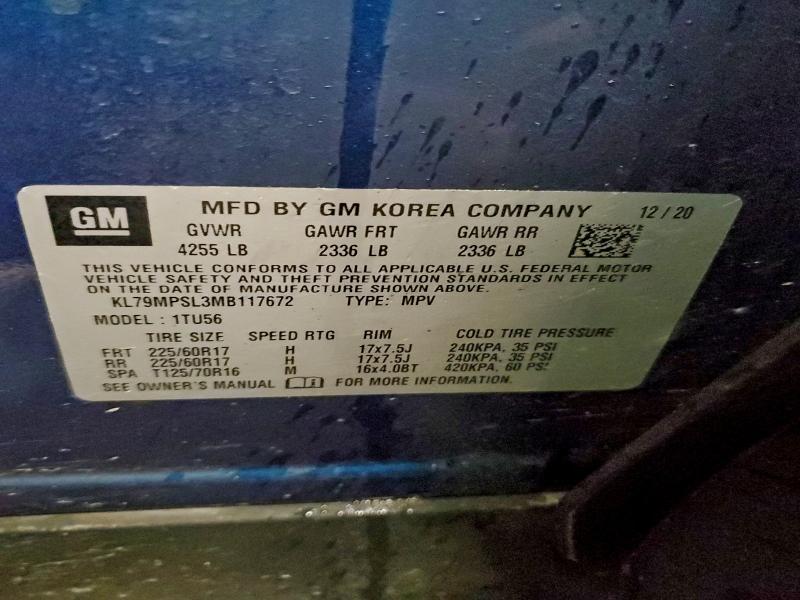 GM
MFD BY GM KOREA COMPANY 12/20
GVWR GAWR FRT GAWR RR
4255 LB 2336 LB 2336 LB
THIS VEHICLE CONFORMS TO ALL APPLICABLE U.S. FEDERAL MOTOR
VEHICLE SAFETY AND THEFT PREVENTION STANDARDS IN EFFECT
ON THE DATE OF MANUFACTURE SHOWN ABOVE.
KL79MPSL3MB117672 TYPE: MPV
MODEL : 1TU56
TIRE SIZE SPEED RTG RIM COLD TIRE PRESSURE
FRT 225/60R17 H 17x7.5J 240KPA, 35 PSI
RR 225/60R17 H 17x7.5J 240KPA, 35 PSI
SPA T125/70R16 M 16x4.0BT 420KPA, 60 PSI
SEE OWNER'S MANUAL FOR MORE INFORMATION.